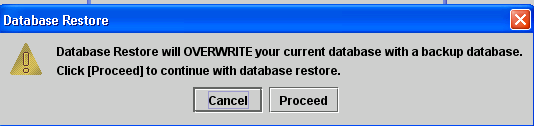 Database Restore
Database Restore will OVERWRITE your current database with a backup database.
Click [Proceed] to continue with database restore.
Cancel Proceed